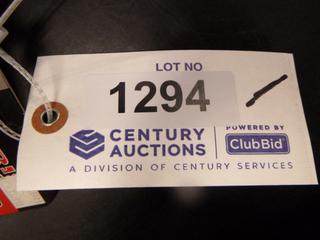 LOT NO
1294
CENTURY AUCTIONS
POWERED BY
ClubBid
A DIVISION OF CENTURY SERVICES